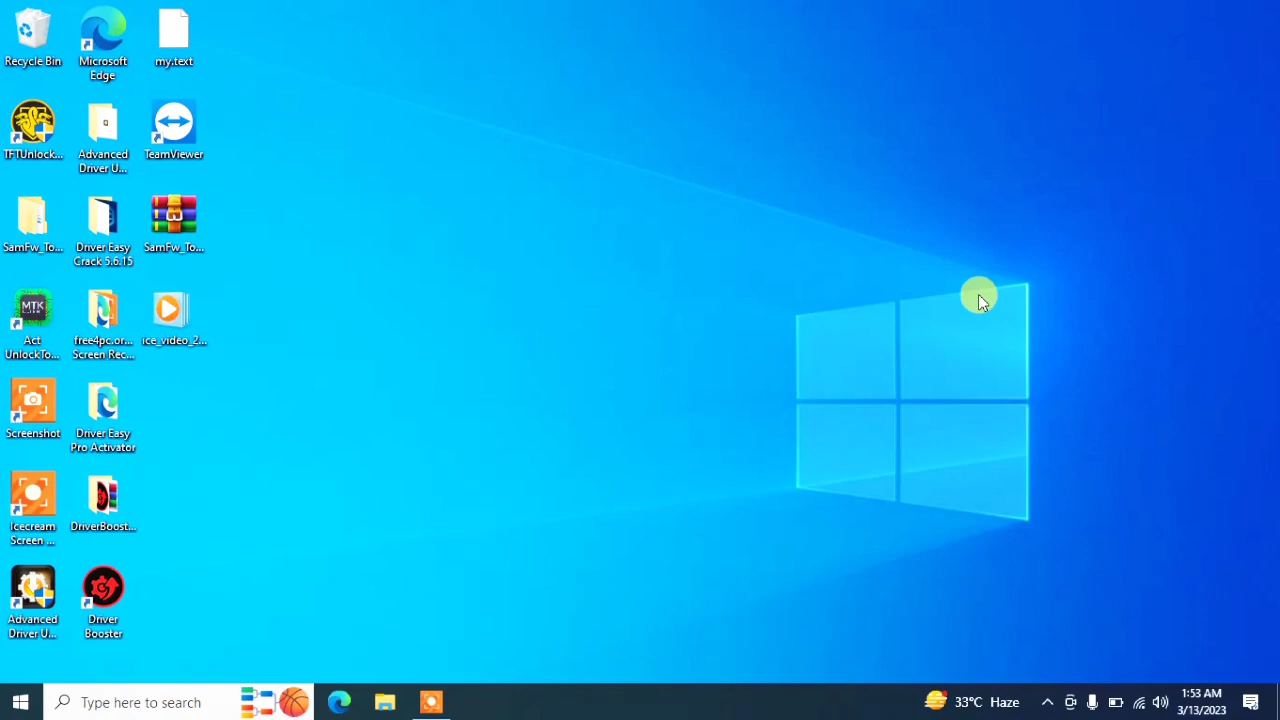 Recycle Bin
Microsoft
Edge
my.text
TFTUnlock...
Advanced
Driver U...
TeamViewer
SamFw_To...
Driver Easy
Crack 5.6.15
SamFw_To...
MTK
Act
UnlockTo...
free4pc.or...
Screen Rec...
ice_video_2...
Screenshot
Driver Easy
Pro Activator
Icecream
Screen ...
DriverBoost...
Advanced
Driver U...
Driver
Booster
Type here to search
33°C Haze
1:53 AM
3/13/2023